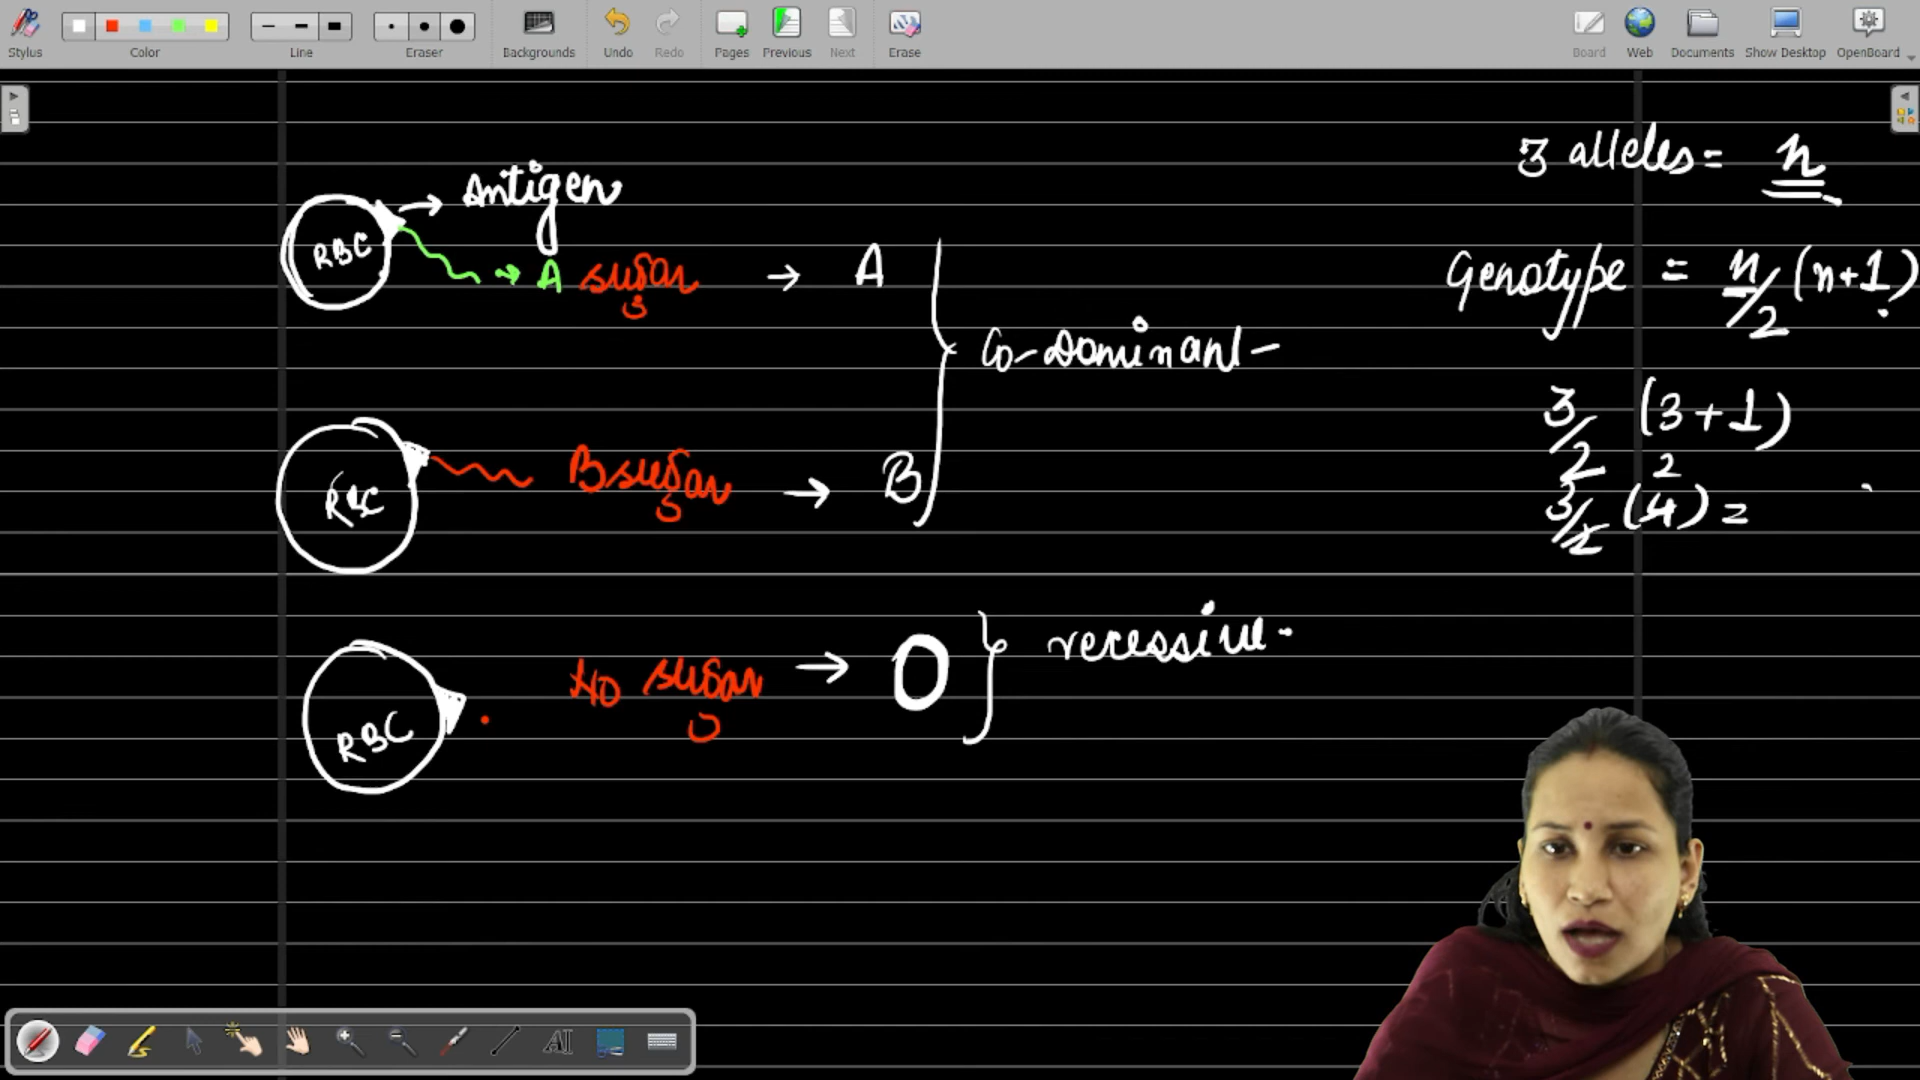 Stylus
Color
Line
Eraser
Backgrounds
Undo
Redo
Pages
Previous
Next
Erase
Board
Web
Documents
Show Desktop
OpenBoard
RBC → Antigen
→ A sugar → A
Co-Dominant -
RBC B sugar → B
RBC No sugar → O } recessive
3 alleles = n
Genotype = n/2 (n+1)
3/2 (3+1)
2
3/2 (4) =
AI